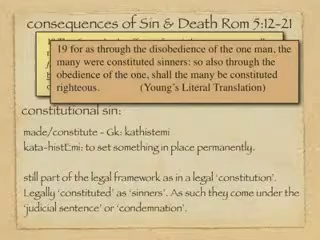 consequences of Sin & Death Rom 5:12-21
19 for as through the disobedience of the one man, the
many were constituted sinners: so also through the
obedience of the one, shall the many be constituted
righteous. (Young's Literal Translation)
constitutional sin:
made/constitute - Gk: kathistemi
kata-histEmi: to set something in place permanently.
still part of the legal framework as in a legal 'constitution'.
Legally 'constituted' as 'sinners'. As such they come under the
'judicial sentence' or 'condemnation'.